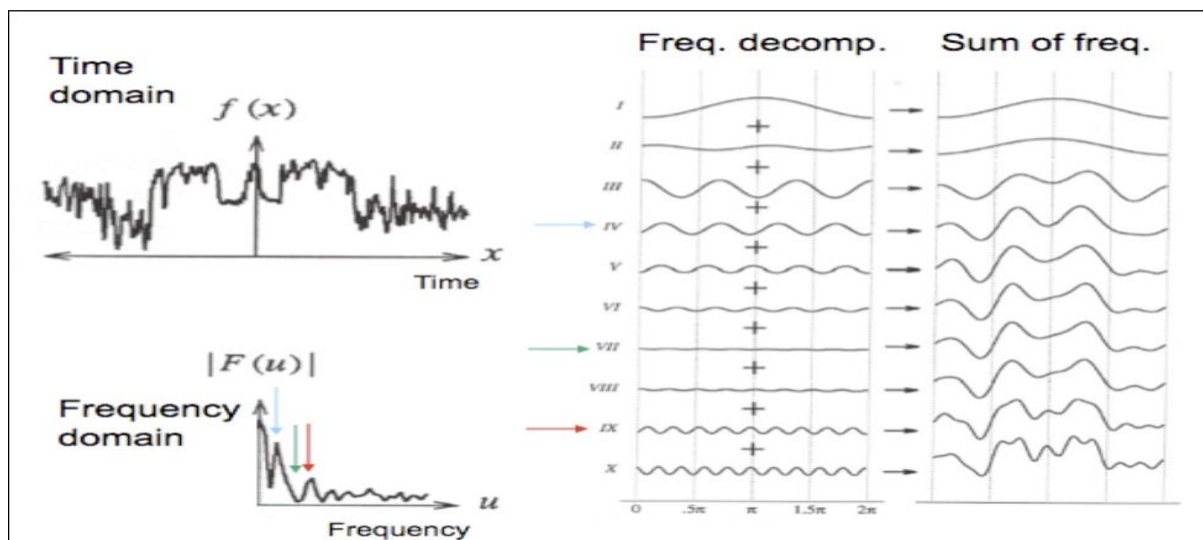 Time
domain
f (x)
x
Time
|F (u)|
Frequency
domain
u
Frequency
Freq. decomp.
Sum of freq.
I
+
II
+
III
+
IV
+
V
+
VI
+
VII
+
VIII
+
IX
+
X
0 .5π π 1.5π 2π